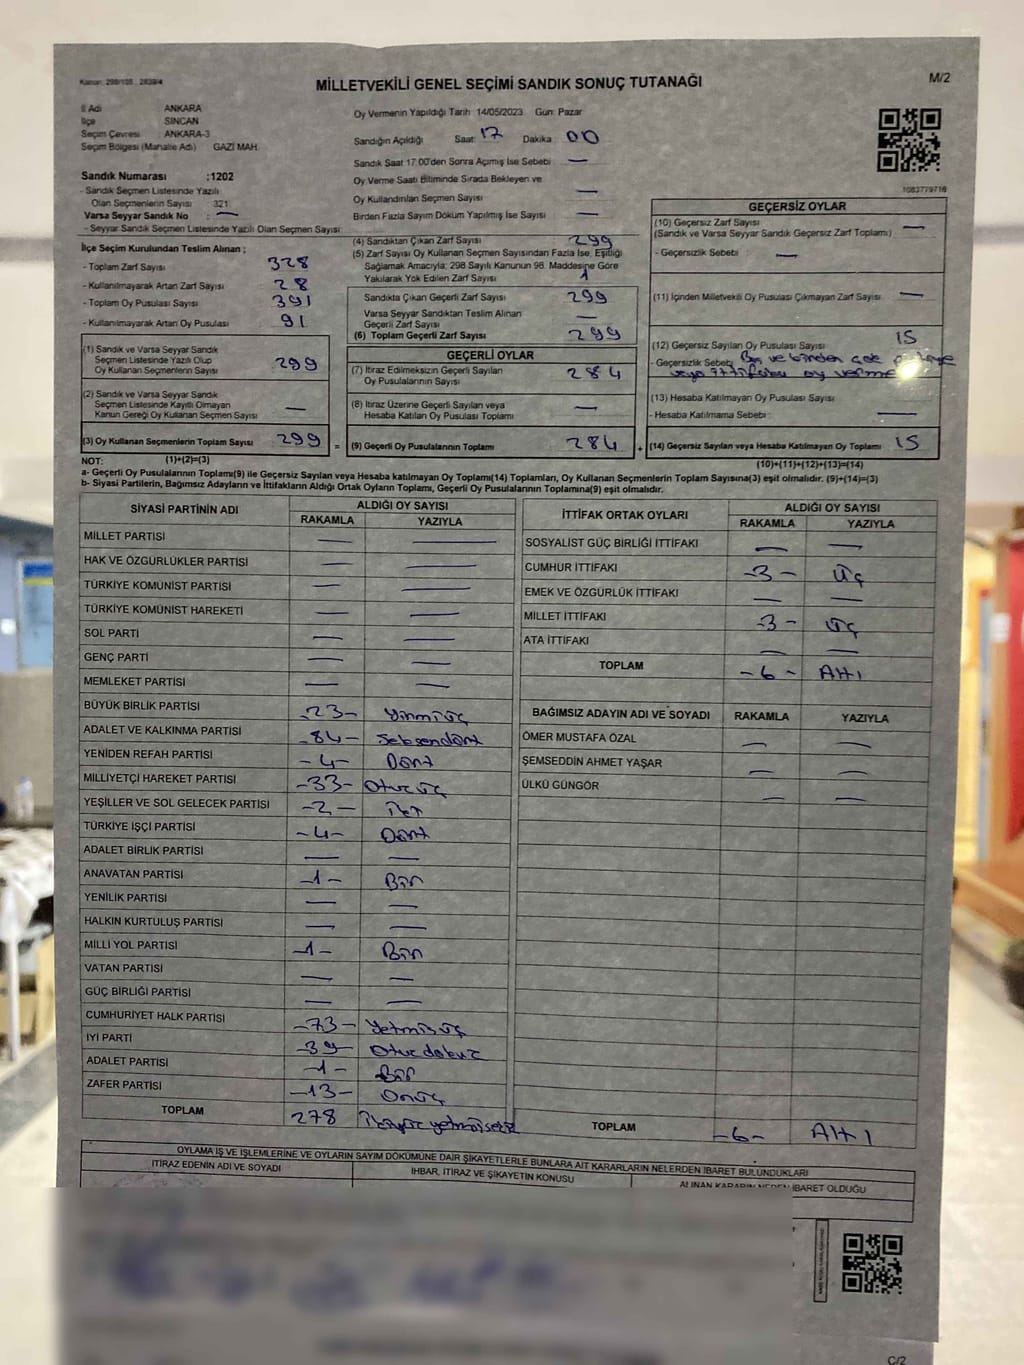 Kanun: 298/105 , 2839/4
MİLLETVEKİLİ GENEL SEÇİMİ SANDIK SONUÇ TUTANAĞI
M/2
İl Adı ANKARA
İlçe SİNCAN
Seçim Çevresi ANKARA-3
Seçim Bölgesi (Mahalle Adı) GAZİ MAH.
Sandık Numarası :1202
- Sandık Seçmen Listesinde Yazılı
Olan Seçmenlerin Sayısı 321
Varsa Seyyar Sandık No : —
- Seyyar Sandık Seçmen Listesinde Yazılı Olan Seçmen Sayısı:
Oy Vermenin Yapıldığı Tarih 14/05/2023 Gün: Pazar
Sandığın Açıldığı Saat: 17 Dakika 00
Sandık Saat 17:00'den Sonra Açımış İse Sebebi —
Oy Verme Saati Bitiminde Sırada Bekleyen ve
Oy Kullandırılan Seçmen Sayısı —
Birden Fazla Sayım Döküm Yapılmış İse Sayısı —
1083779716
İlçe Seçim Kurulundan Teslim Alınan ;
- Toplam Zarf Sayısı 328
- Kullanılmayarak Artan Zarf Sayısı 28
- Toplam Oy Pusulası Sayısı 391
- Kullanılmayarak Artan Oy Pusulası 91
(1) Sandık ve Varsa Seyyar Sandık
Seçmen Listesinde Yazılı Olup
Oy Kullanan Seçmenlerin Sayısı 299
(2) Sandık ve Varsa Seyyar Sandık
Seçmen Listesinde Kayıtlı Olmayan
Kanun Gereği Oy Kullanan Seçmen Sayısı —
(3) Oy Kullanan Seçmenlerin Toplam Sayısı 299 =
(1)+(2)=(3)
(4) Sandıktan Çıkan Zarf Sayısı 299
(5) Zarf Sayısı Oy Kullanan Seçmen Sayısından Fazla İse, Eşitliği
Sağlamak Amacıyla; 298 Sayılı Kanunun 98. Maddesine Göre
Yakılarak Yok Edilen Zarf Sayısı 1
Sandıkta Çıkan Geçerli Zarf Sayısı 299
Varsa Seyyar Sandıktan Teslim Alınan
Geçerli Zarf Sayısı —
(6) Toplam Geçerli Zarf Sayısı 299
GEÇERLİ OYLAR
(7) İtiraz Edilmeksizin Geçerli Sayılan
Oy Pusulalarının Sayısı 284
(8) İtiraz Üzerine Geçerli Sayılan veya
Hesaba Katılan Oy Pusulası Toplamı —
(9) Geçerli Oy Pusulalarının Toplamı 284 +
GEÇERSİZ OYLAR
(10) Geçersiz Zarf Sayısı —
(Sandık ve Varsa Seyyar Sandık Geçersiz Zarf Toplamı)
- Geçersizlik Sebebi : —
(11) İçinden Milletvekili Oy Pusulası Çıkmayan Zarf Sayısı —
(12) Geçersiz Sayılan Oy Pusulası Sayısı 15
- Geçersizlik Sebebi
veya ittifaka oy verme
(13) Hesaba Katılmayan Oy Pusulası Sayısı
- Hesaba Katılmama Sebebi : —
(14) Geçersiz Sayılan veya Hesaba Katılmayan Oy Toplamı 15
(10)+(11)+(12)+(13)=(14)
NOT:
a- Geçerli Oy Pusulalarının Toplamı(9) ile Geçersiz Sayılan veya Hesaba katılmayan Oy Toplamı(14) Toplamları, Oy Kullanan Seçmenlerin Toplam Sayısına(3) eşit olmalıdır. (9)+(14)=(3)
b- Siyasi Partilerin, Bağımsız Adayların ve İttifakların Aldığı Ortak Oyların Toplamı, Geçerli Oy Pusulalarının Toplamına(9) eşit olmalıdır.
SİYASİ PARTİNİN ADI ALDIĞI OY SAYISI
RAKAMLA YAZIYLA
MİLLET PARTİSİ — —
HAK VE ÖZGÜRLÜKLER PARTİSİ — —
TÜRKİYE KOMÜNİST PARTİSİ — —
TÜRKİYE KOMÜNİST HAREKETİ — —
SOL PARTİ — —
GENÇ PARTİ — —
MEMLEKET PARTİSİ — —
BÜYÜK BİRLİK PARTİSİ -23- Yirmiüç
ADALET VE KALKINMA PARTİSİ -84- Seksendört
YENİDEN REFAH PARTİSİ -4- Dört
MİLLİYETÇİ HAREKET PARTİSİ -33- Otuzüç
YEŞİLLER VE SOL GELECEK PARTİSİ -2- iki
TÜRKİYE İŞÇİ PARTİSİ -4- Dört
ADALET BİRLİK PARTİSİ — —
ANAVATAN PARTİSİ -1- Bir
YENİLİK PARTİSİ — —
HALKIN KURTULUŞ PARTİSİ — —
MİLLİ YOL PARTİSİ -1- Bir
VATAN PARTİSİ — —
GÜÇ BİRLİĞİ PARTİSİ — —
CUMHURİYET HALK PARTİSİ -73- Yetmişüç
İYİ PARTİ -39- Otuzdokuz
ADALET PARTİSİ -1- Bir
ZAFER PARTİSİ -13- Onüç
TOPLAM 278 ikiyüzyetmişsekiz
İTTİFAK ORTAK OYLARI ALDIĞI OY SAYISI
RAKAMLA YAZIYLA
SOSYALİST GÜÇ BİRLİĞİ İTTİFAKI — —
CUMHUR İTTİFAKI -3- Üç
EMEK VE ÖZGÜRLÜK İTTİFAKI — —
MİLLET İTTİFAKI -3- Üç
ATA İTTİFAKI — —
TOPLAM -6- Altı
BAĞIMSIZ ADAYIN ADI VE SOYADI RAKAMLA YAZIYLA
ÖMER MUSTAFA ÖZAL — —
ŞEMSEDDİN AHMET YAŞAR — —
ÜLKÜ GÜNGÖR — —
TOPLAM -6- Altı
OYLAMA İŞ VE İŞLEMLERİNE VE OYLARIN SAYIM DÖKÜMÜNE DAİR ŞİKAYETLERLE BUNLARA AİT KARARLARIN NELERDEN İBARET BULUNDUKLARI
İTİRAZ EDENİN ADI VE SOYADI İHBAR, İTİRAZ VE ŞİKAYETİN KONUSU ALINAN KARARIN NEDEN İBARET OLDUĞU
C/2